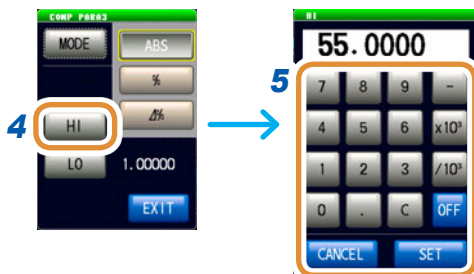 COMP PARA3
MODE
ABS
%
Δ%
4
HI
LO
1.00000
EXIT
HI
55.0000
5
7 8 9 -
4 5 6 x10³
1 2 3 /10³
0 . C OFF
CANCEL SET